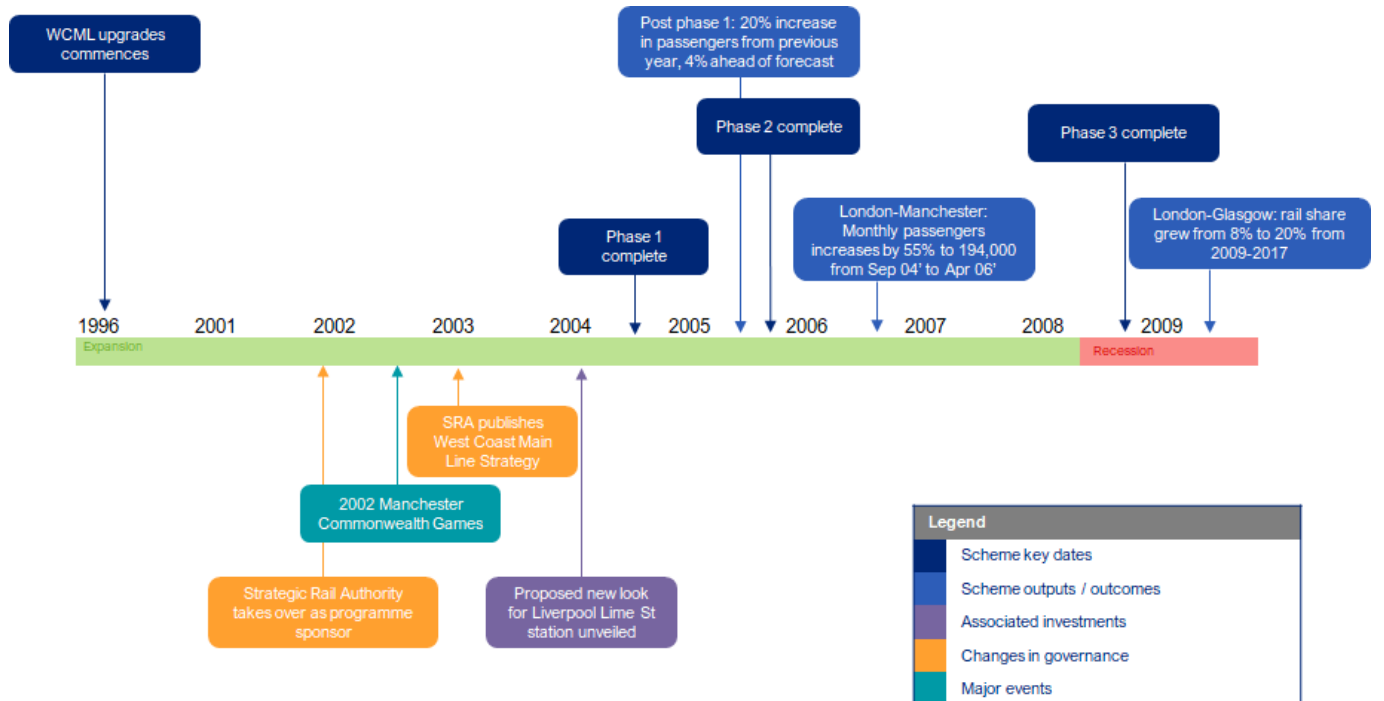 WCML upgrades
commences
Post phase 1: 20% increase
in passengers from previous
year, 4% ahead of forecast
Phase 2 complete
Phase 3 complete
Phase 1
complete
London-Manchester:
Monthly passengers
increases by 55% to 194,000
from Sep 04' to Apr 06'
London-Glasgow: rail share
grew from 8% to 20% from
2009-2017
1996 2001 2002 2003 2004 2005 2006 2007 2008 2009
Expansion Recession
SRA publishes
West Coast Main
Line Strategy
2002 Manchester
Commonwealth Games
Strategic Rail Authority
takes over as programme
sponsor
Proposed new look
for Liverpool Lime St
station unveiled
Legend
Scheme key dates
Scheme outputs / outcomes
Associated investments
Changes in governance
Major events